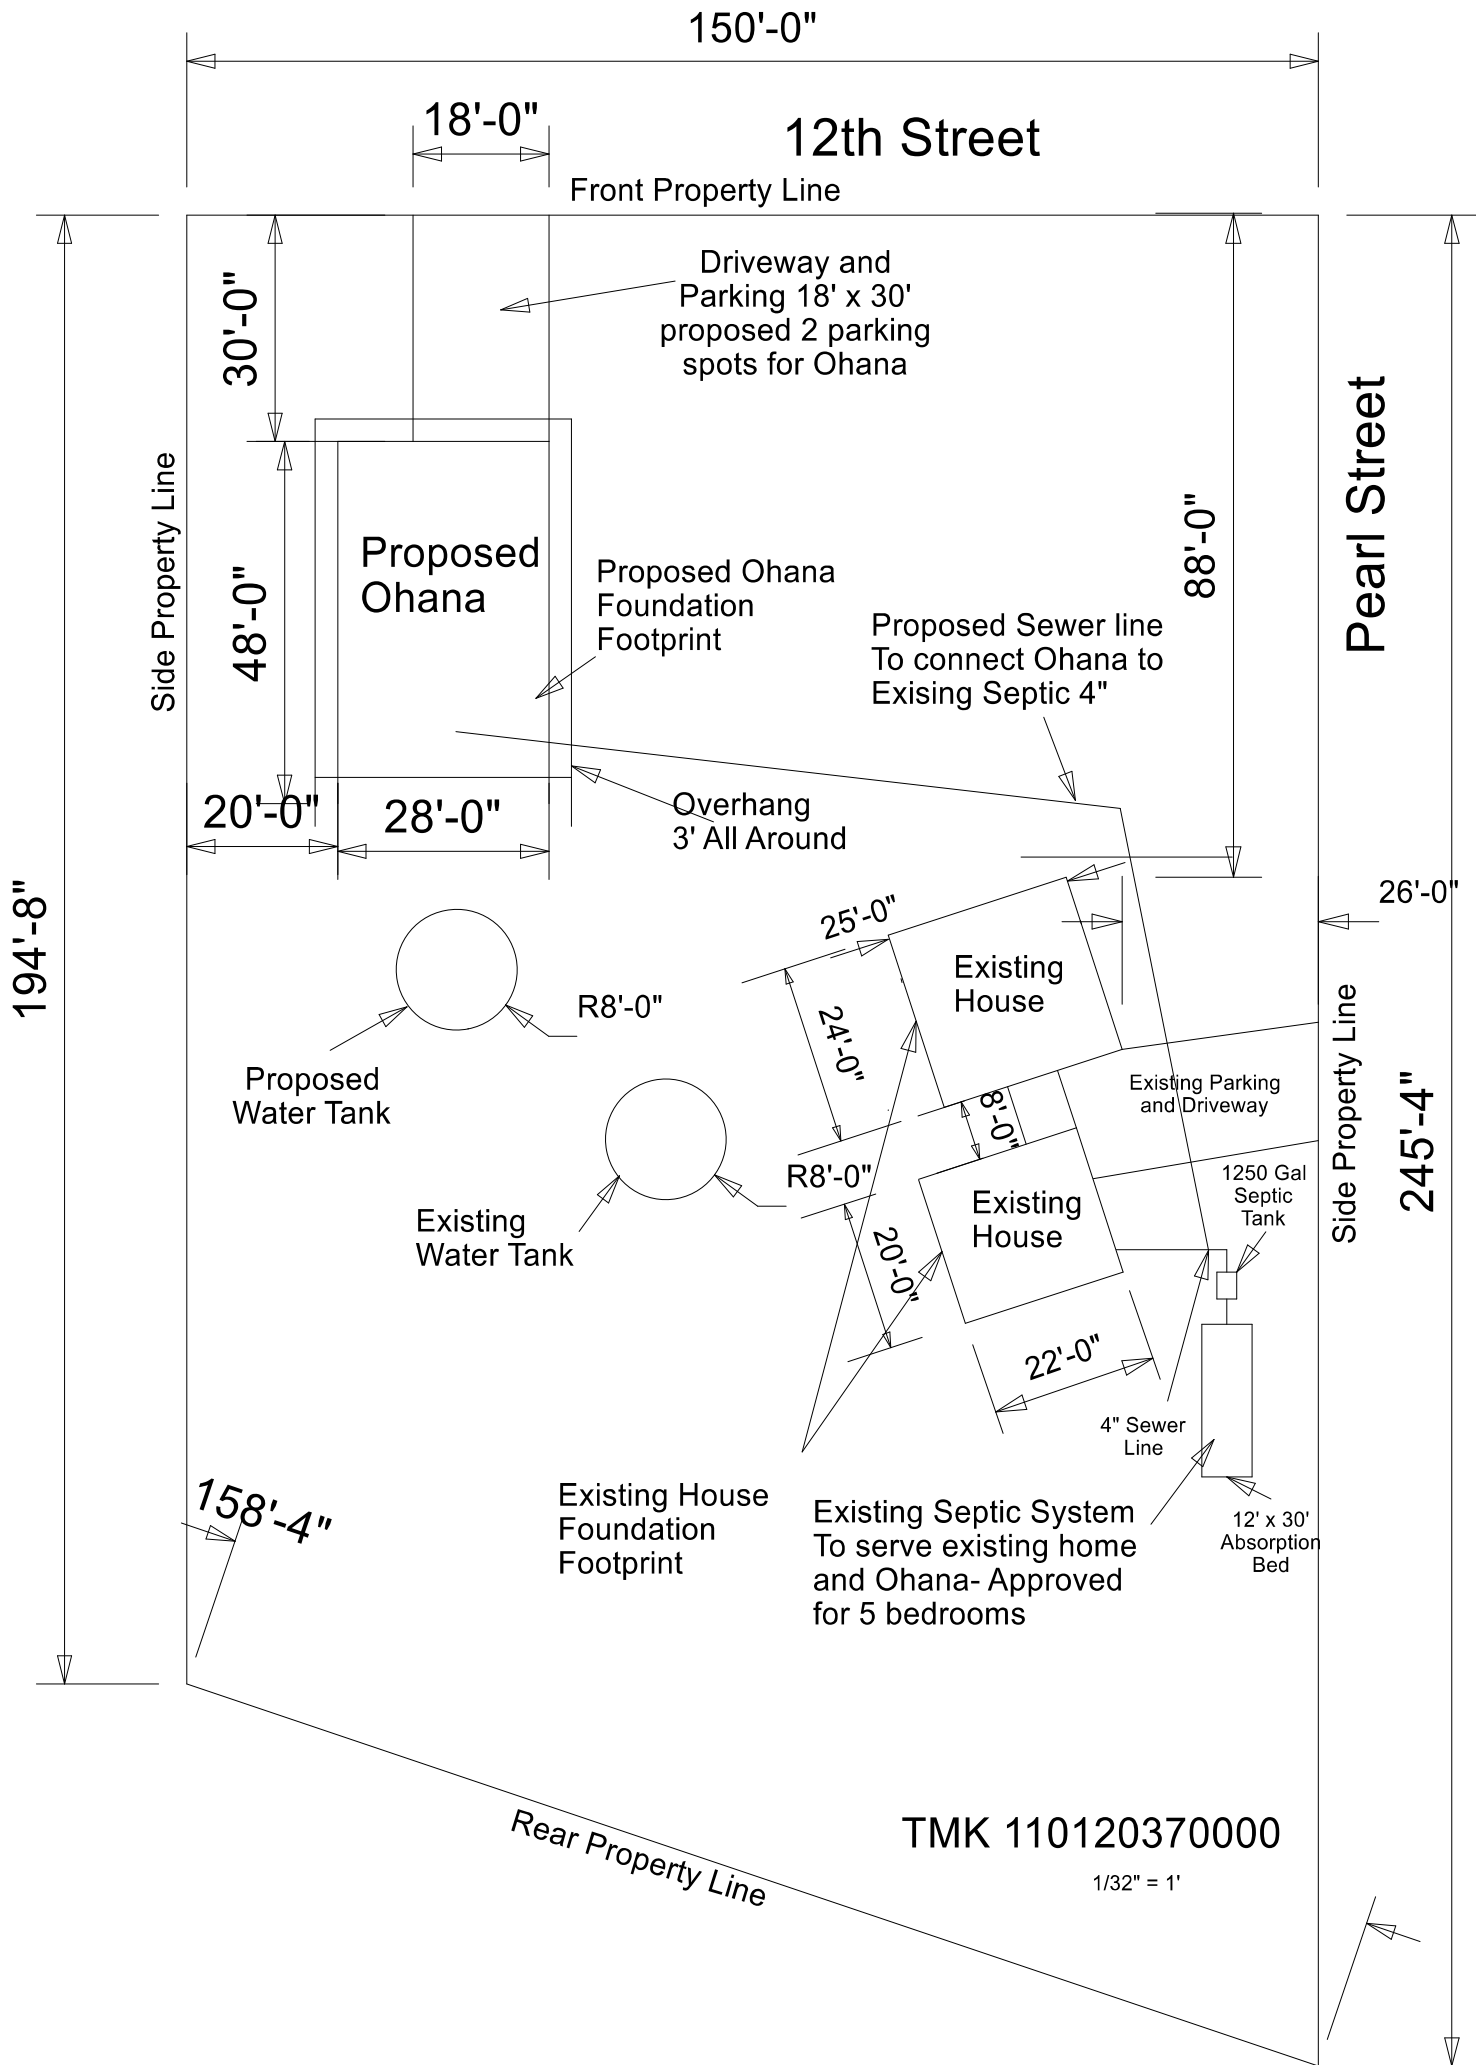 150'-0"
18'-0"
12th Street
Front Property Line
30'-0"
Driveway and
Parking 18' x 30'
proposed 2 parking
spots for Ohana
Side Property Line
48'-0"
Proposed
Ohana
Proposed Ohana
Foundation
Footprint
88'-0"
Pearl Street
Proposed Sewer line
To connect Ohana to
Exising Septic 4"
20'-0"
28'-0"
Overhang
3' All Around
194'-8"
26'-0"
25'-0"
Existing
House
24'-0"
R8'-0"
Proposed
Water Tank
Existing Parking
and Driveway
8'-0"
Side Property Line
245'-4"
R8'-0"
1250 Gal
Septic
Tank
Existing
Water Tank
Existing
House
20'-0"
22'-0"
4" Sewer
Line
158'-4"
Existing House
Foundation
Footprint
Existing Septic System
To serve existing home
and Ohana- Approved
for 5 bedrooms
12' x 30'
Absorption
Bed
Rear Property Line
TMK 110120370000
1/32" = 1'